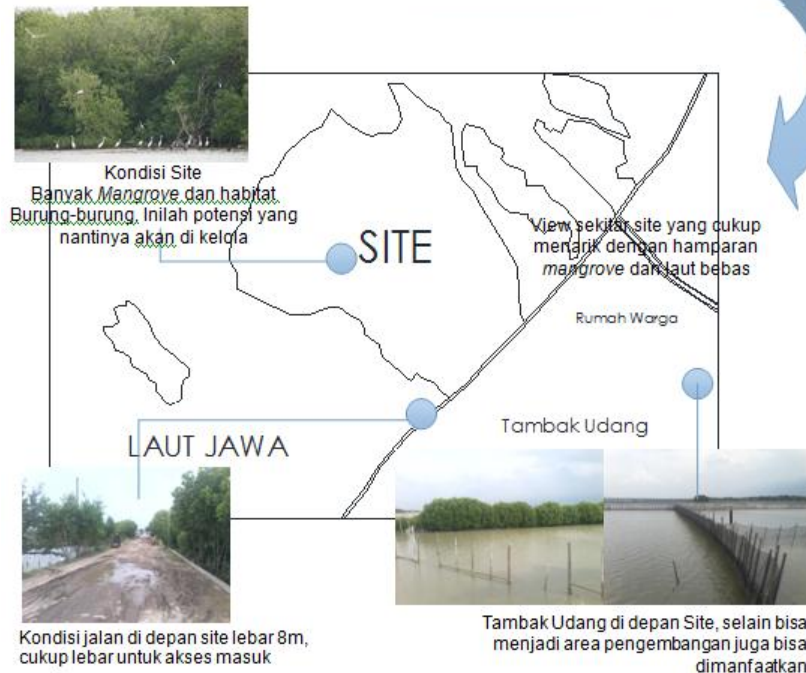 Kondisi Site
Banyak Mangrove dan habitat
Burung-burung. Inilah potensi yang
nantinya akan di kelola
SITE
View sekitar site yang cukup
menarik dengan hamparan
mangrove dan laut bebas
Rumah Warga
Tambak Udang
LAUT JAWA
Kondisi jalan di depan site lebar 8m,
cukup lebar untuk akses masuk
Tambak Udang di depan Site, selain bisa
menjadi area pengembangan juga bisa
dimanfaatkan